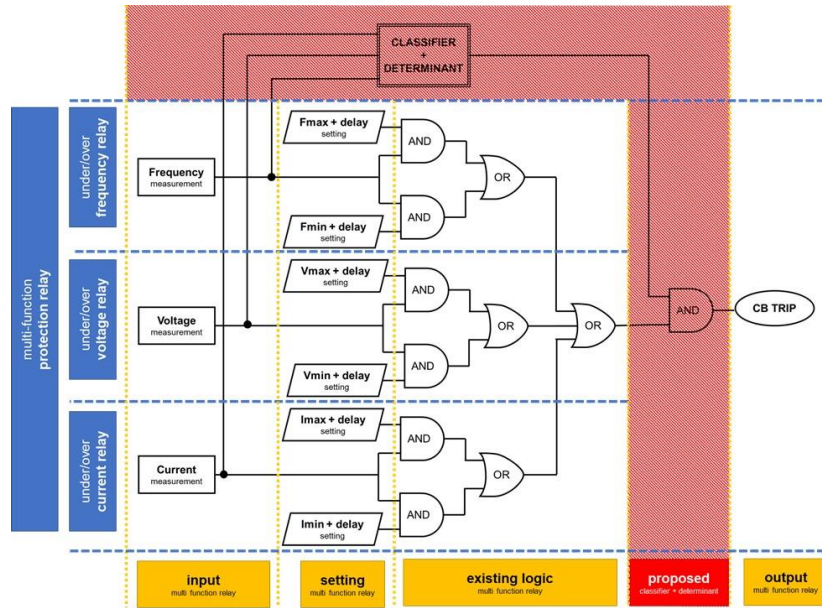 CLASSIFIER
+
DETERMINANT
multi-function
protection relay
under/over
frequency relay
Frequency
measurement
Fmax + delay
setting
Fmin + delay
setting
AND
AND
OR
under/over
voltage relay
Voltage
measurement
Vmax + delay
setting
Vmin + delay
setting
AND
AND
OR
OR
AND
CB TRIP
under/over
current relay
Current
measurement
Imax + delay
setting
Imin + delay
setting
AND
AND
OR
input
multi function relay
setting
multi function relay
existing logic
multi function relay
proposed
classifier + determinant
output
multi function relay